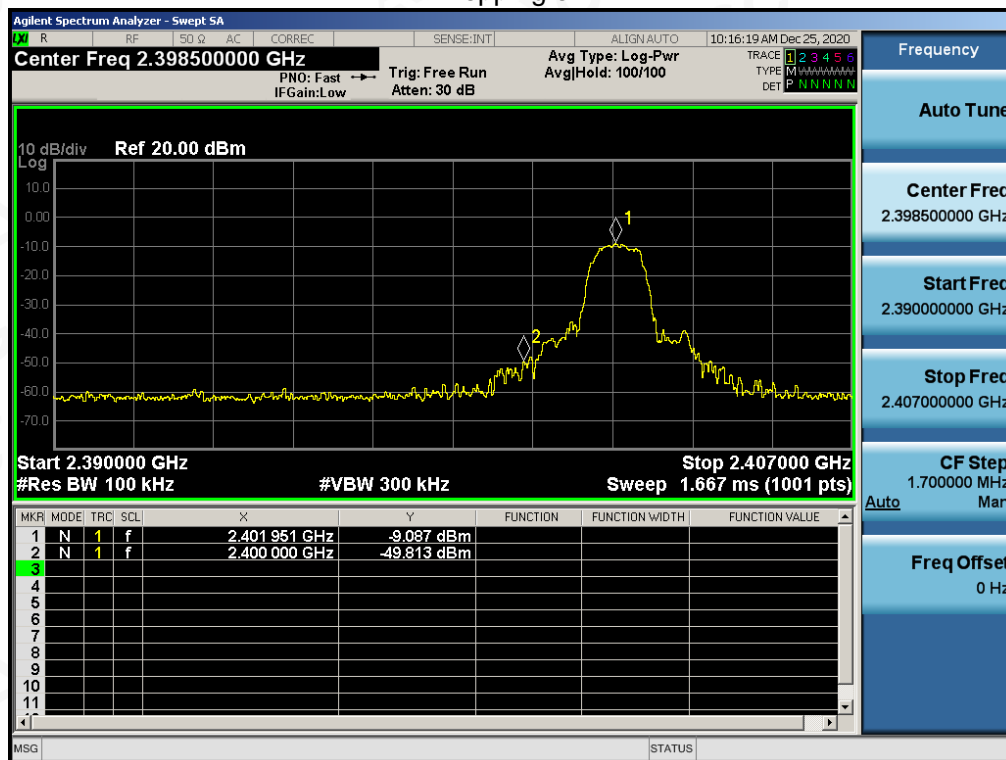 Agilent Spectrum Analyzer - Swept SA
LXI R RF 50 Ω AC CORREC SENSE:INT ALIGN AUTO 10:16:19 AM Dec 25, 2020
Center Freq 2.398500000 GHz
PNO: Fast
IFGain:Low
Trig: Free Run
Atten: 30 dB
Avg Type: Log-Pwr
Avg|Hold: 100/100
TRACE 1 2 3 4 5 6
TYPE M
DET P N N N N N
10 dB/div Ref 20.00 dBm
Log
10.0
0.00
-10.0
-20.0
-30.0
-40.0
-50.0
-60.0
-70.0
1
2
Start 2.390000 GHz Stop 2.407000 GHz
#Res BW 100 kHz #VBW 300 kHz Sweep 1.667 ms (1001 pts)
MKR MODE TRC SCL X Y FUNCTION FUNCTION WIDTH FUNCTION VALUE
1 N 1 f 2.401 951 GHz -9.087 dBm
2 N 1 f 2.400 000 GHz -49.813 dBm
3
4
5
6
7
8
9
10
11
MSG STATUS
Frequency
Auto Tune
Center Freq
2.398500000 GHz
Start Freq
2.390000000 GHz
Stop Freq
2.407000000 GHz
CF Step
1.700000 MHz
Auto Man
Freq Offset
0 Hz